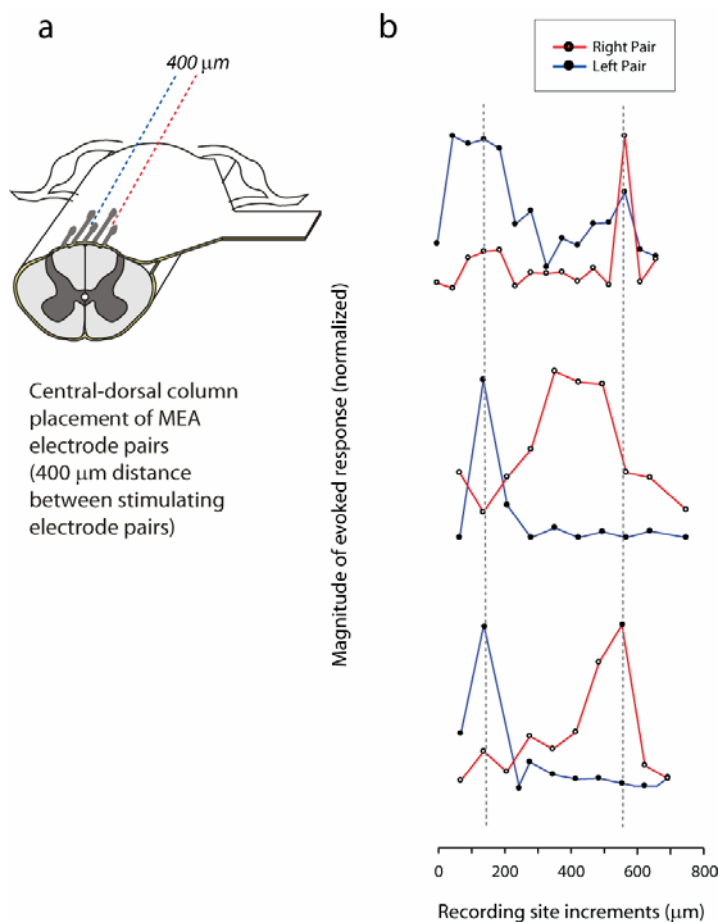 a
400 μm
Central-dorsal column
placement of MEA
electrode pairs
(400 μm distance
between stimulating
electrode pairs)
b
Right Pair
Left Pair
Magnitude of evoked response (normalized)
0 200 400 600 800
Recording site increments (μm)